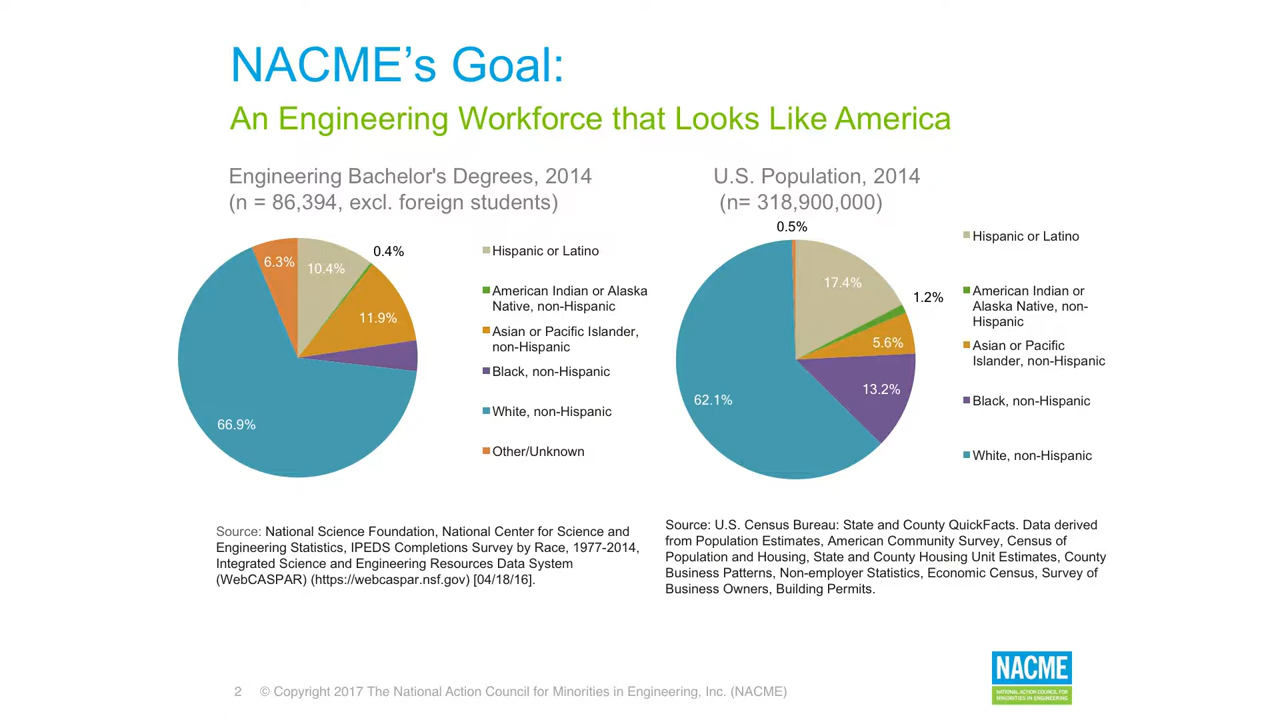 NACME’s Goal:
An Engineering Workforce that Looks Like America
Engineering Bachelor's Degrees, 2014
(n = 86,394, excl. foreign students)
6.3%
10.4%
0.4%
11.9%
66.9%
Hispanic or Latino
American Indian or Alaska
Native, non-Hispanic
Asian or Pacific Islander,
non-Hispanic
Black, non-Hispanic
White, non-Hispanic
Other/Unknown
U.S. Population, 2014
(n= 318,900,000)
0.5%
17.4%
1.2%
5.6%
13.2%
62.1%
Hispanic or Latino
American Indian or
Alaska Native, non-
Hispanic
Asian or Pacific
Islander, non-Hispanic
Black, non-Hispanic
White, non-Hispanic
Source: National Science Foundation, National Center for Science and
Engineering Statistics, IPEDS Completions Survey by Race, 1977-2014,
Integrated Science and Engineering Resources Data System
(WebCASPAR) (https://webcaspar.nsf.gov) [04/18/16].
Source: U.S. Census Bureau: State and County QuickFacts. Data derived
from Population Estimates, American Community Survey, Census of
Population and Housing, State and County Housing Unit Estimates, County
Business Patterns, Non-employer Statistics, Economic Census, Survey of
Business Owners, Building Permits.
2 © Copyright 2017 The National Action Council for Minorities in Engineering, Inc. (NACME)
NACME
NATIONAL ACTION COUNCIL FOR
MINORITIES IN ENGINEERING